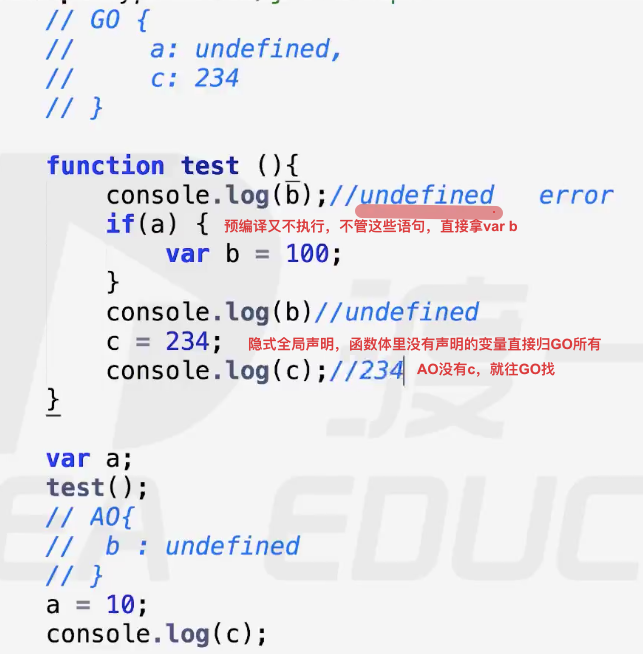 // GO {
//     a: undefined,
//     c: 234
// }
function test (){
console.log(b);//undefined   error
if(a) { 预编译又不执行，不管这些语句，直接拿var b
var b = 100;
}
console.log(b)//undefined
c = 234; 隐式全局声明，函数体里没有声明的变量直接归GO所有
console.log(c);//234 AO没有c，就往GO找
}
var a;
test();
// AO{
//  b : undefined
// }
a = 10;
console.log(c);
渡
EDUC